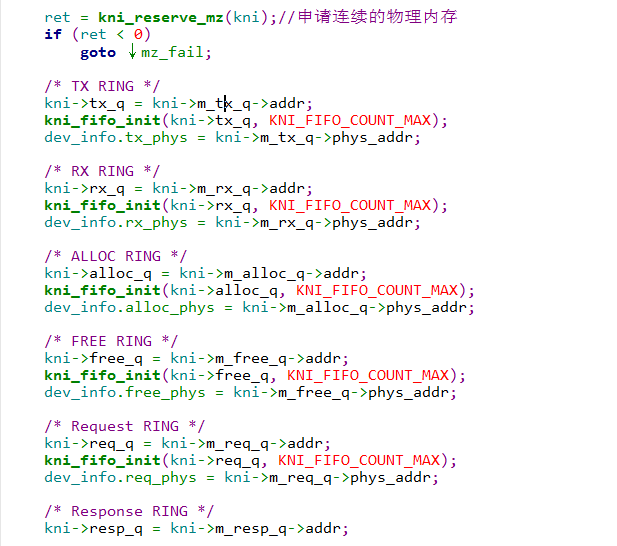 ret = kni_reserve_mz(kni);//申请连续的物理内存
if (ret < 0)
goto ↓mz_fail;
/* TX RING */
kni->tx_q = kni->m_tx_q->addr;
kni_fifo_init(kni->tx_q, KNI_FIFO_COUNT_MAX);
dev_info.tx_phys = kni->m_tx_q->phys_addr;
/* RX RING */
kni->rx_q = kni->m_rx_q->addr;
kni_fifo_init(kni->rx_q, KNI_FIFO_COUNT_MAX);
dev_info.rx_phys = kni->m_rx_q->phys_addr;
/* ALLOC RING */
kni->alloc_q = kni->m_alloc_q->addr;
kni_fifo_init(kni->alloc_q, KNI_FIFO_COUNT_MAX);
dev_info.alloc_phys = kni->m_alloc_q->phys_addr;
/* FREE RING */
kni->free_q = kni->m_free_q->addr;
kni_fifo_init(kni->free_q, KNI_FIFO_COUNT_MAX);
dev_info.free_phys = kni->m_free_q->phys_addr;
/* Request RING */
kni->req_q = kni->m_req_q->addr;
kni_fifo_init(kni->req_q, KNI_FIFO_COUNT_MAX);
dev_info.req_phys = kni->m_req_q->phys_addr;
/* Response RING */
kni->resp_q = kni->m_resp_q->addr;